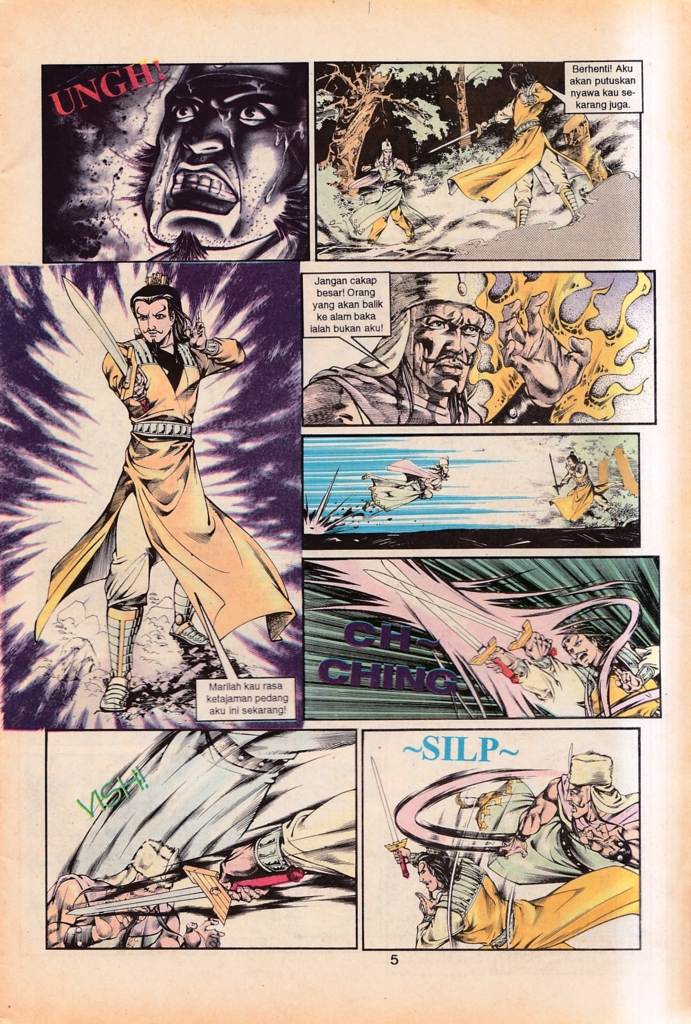 UNGH!
Berhenti! Aku
akan putuskan
nyawa kau se-
karang juga.
Marilah kau rasa
ketajaman pedang
aku ini sekarang!
Jangan cakap
besar! Orang
yang akan balik
ke alam baka
ialah bukan aku!
CH~
CHING
VISH!
~SILP~
5